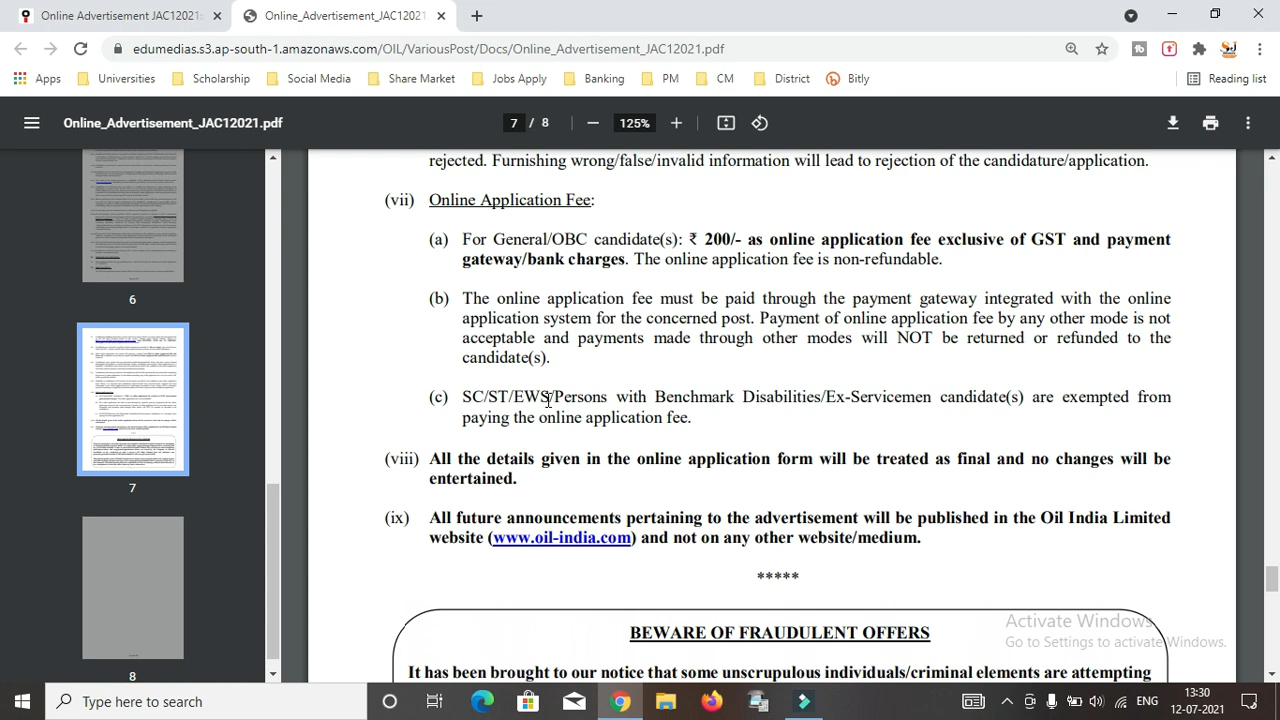 Online Advertisement JAC12021:
Online_Advertisement_JAC12021
edumedias.s3.ap-south-1.amazonaws.com/OIL/VariousPost/Docs/Online_Advertisement_JAC12021.pdf
Apps Universities Scholarship Social Media Share Market Jobs Apply Banking PM CM District Bitly Reading list
Online_Advertisement_JAC12021.pdf 7 / 8 125%
6
7
8
rejected. Furnishing wrong/false/invalid information will lead to rejection of the candidature/application.
(vii) Online Application Fee:
(a) For General/OBC candidate(s): ₹ 200/- as online application fee exclusive of GST and payment
gateway/bank charges. The online application fee is non-refundable.
(b) The online application fee must be paid through the payment gateway integrated with the online
application system for the concerned post. Payment of online application fee by any other mode is not
acceptable and payments made through other modes will NOT be returned or refunded to the
candidate(s).
(c) SC/ST/EWS/Persons with Benchmark Disabilities/Ex-Servicemen candidate(s) are exempted from
paying the online application fee.
(viii) All the details given in the online application form will be treated as final and no changes will be
entertained.
(ix) All future announcements pertaining to the advertisement will be published in the Oil India Limited
website (www.oil-india.com) and not on any other website/medium.
*****
BEWARE OF FRAUDULENT OFFERS
It has been brought to our notice that some unscrupulous individuals/criminal elements are attempting
Activate Windows
Go to Settings to activate Windows.
Type here to search
ENG
13:30
12-07-2021